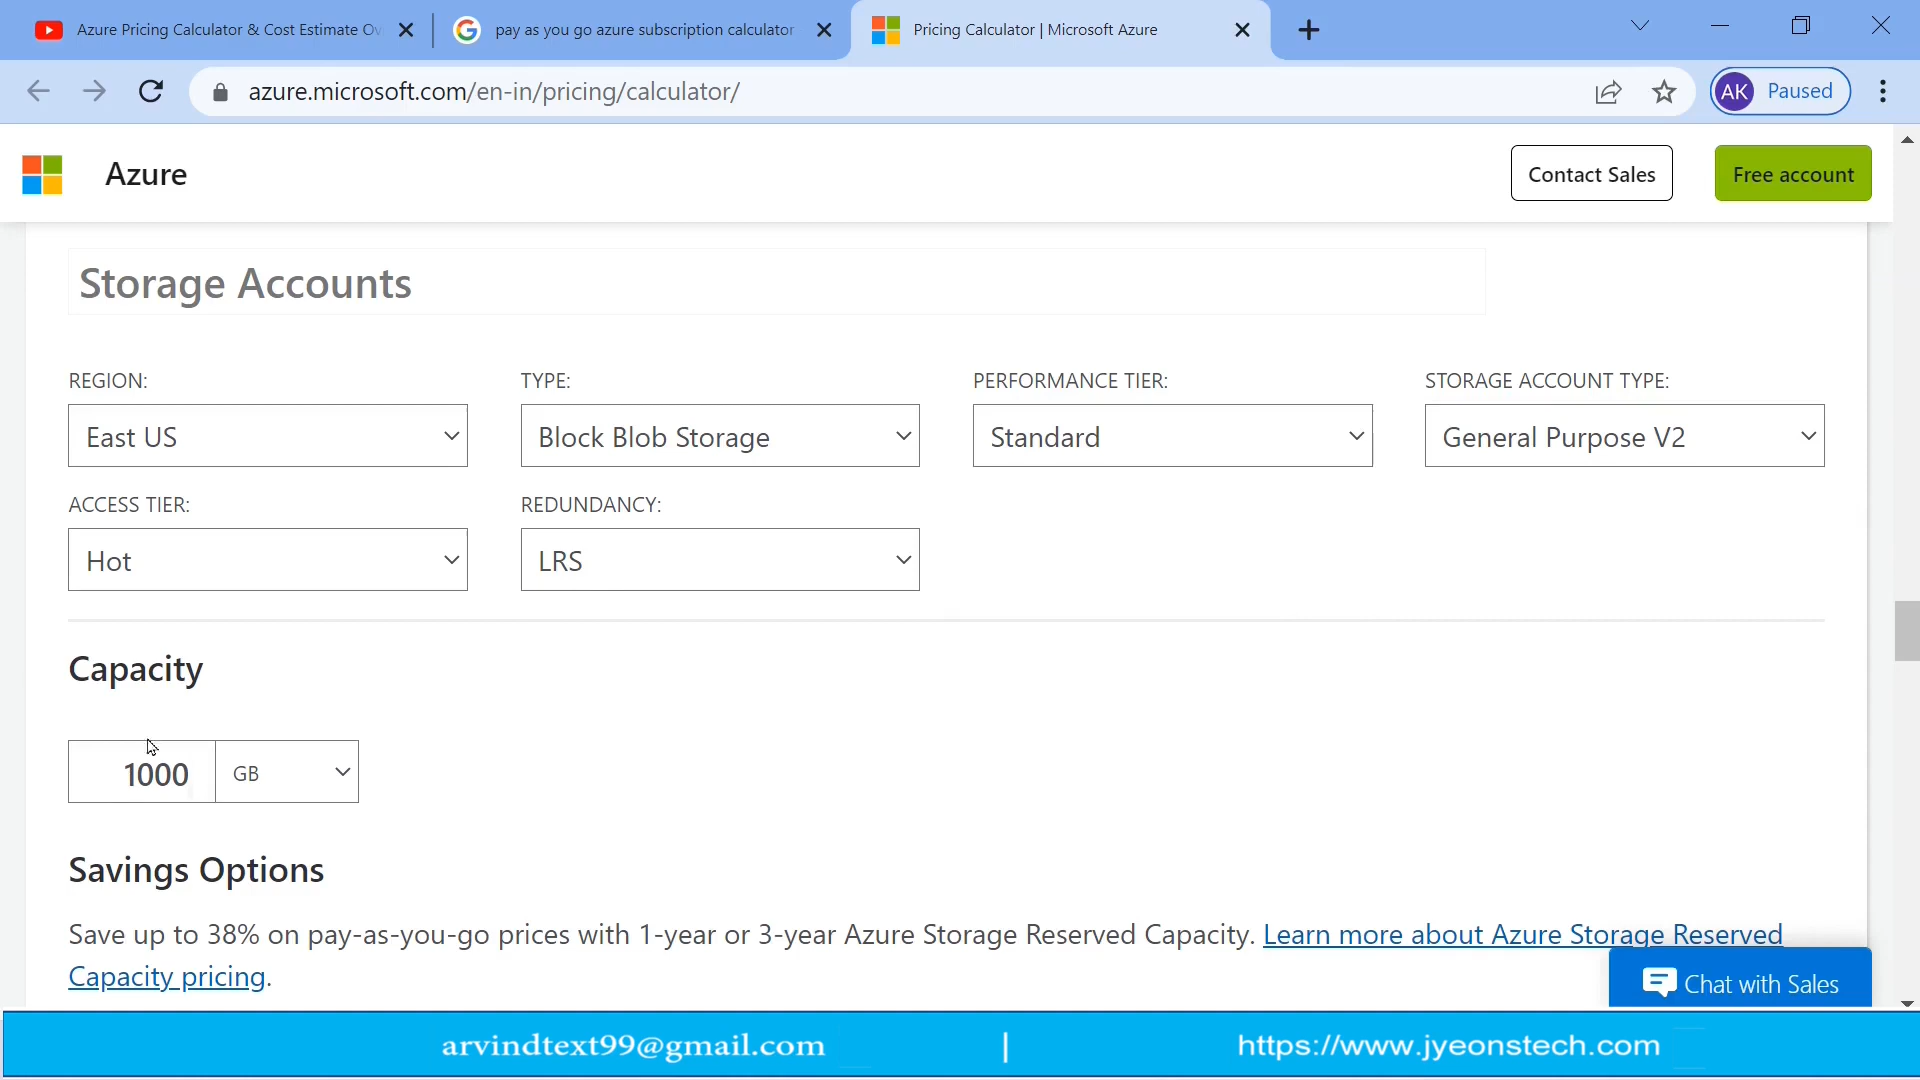 Azure Pricing Calculator & Cost Estimate Ov
pay as you go azure subscription calculator
Pricing Calculator | Microsoft Azure
azure.microsoft.com/en-in/pricing/calculator/
AK Paused
Azure
Contact Sales
Free account
Storage Accounts
REGION:
TYPE:
PERFORMANCE TIER:
STORAGE ACCOUNT TYPE:
East US
Block Blob Storage
Standard
General Purpose V2
ACCESS TIER:
REDUNDANCY:
Hot
LRS
Capacity
1000 GB
Savings Options
Save up to 38% on pay-as-you-go prices with 1-year or 3-year Azure Storage Reserved Capacity. Learn more about Azure Storage Reserved
Capacity pricing.
Chat with Sales
arvindtext99@gmail.com | https://www.jyeonstech.com